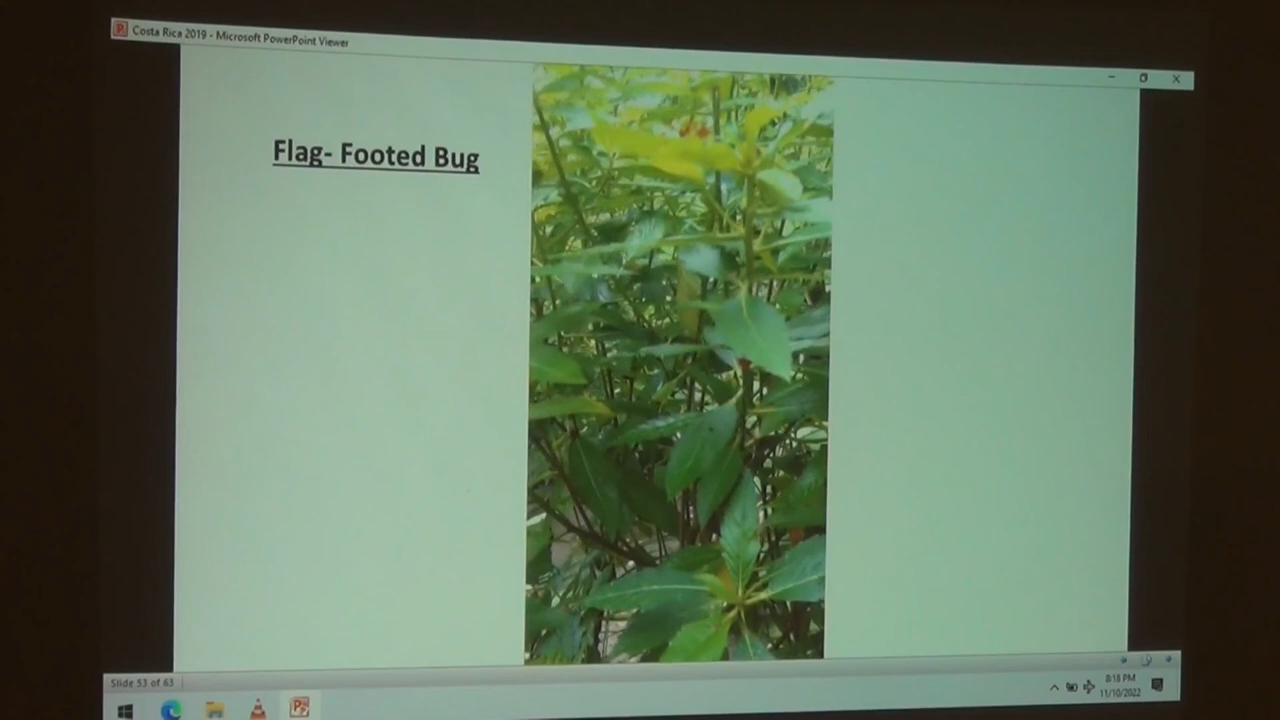 Costa Rica 2019 - Microsoft PowerPoint Viewer
Flag- Footed Bug
Slide 53 of 63
8:18 PM
11/10/2022